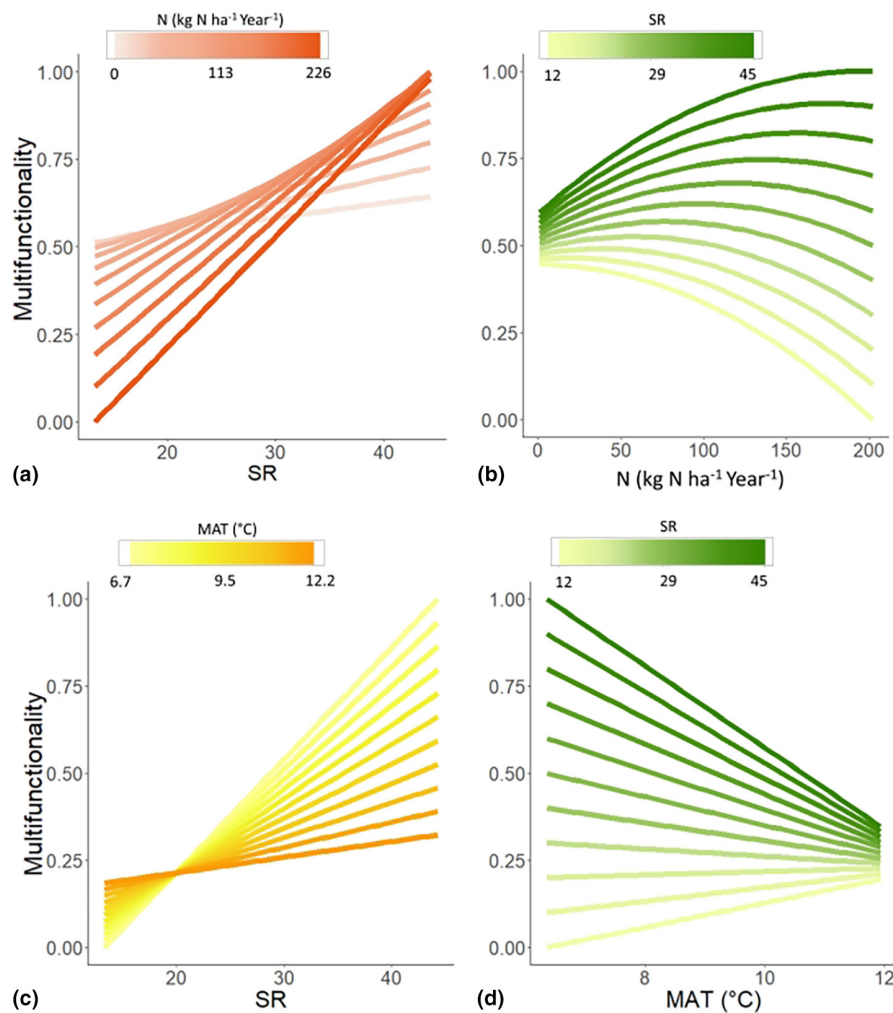 N (kg N ha⁻¹ Year⁻¹)
0 113 226
Multifunctionality
1.00
0.75
0.50
0.25
0.00
20 30 40
SR
(a)
SR
12 29 45
1.00
0.75
0.50
0.25
0.00
0 50 100 150 200
N (kg N ha⁻¹ Year⁻¹)
(b)
MAT (°C)
6.7 9.5 12.2
Multifunctionality
1.00
0.75
0.50
0.25
0.00
20 30 40
SR
(c)
SR
12 29 45
1.00
0.75
0.50
0.25
0.00
8 10 12
MAT (°C)
(d)